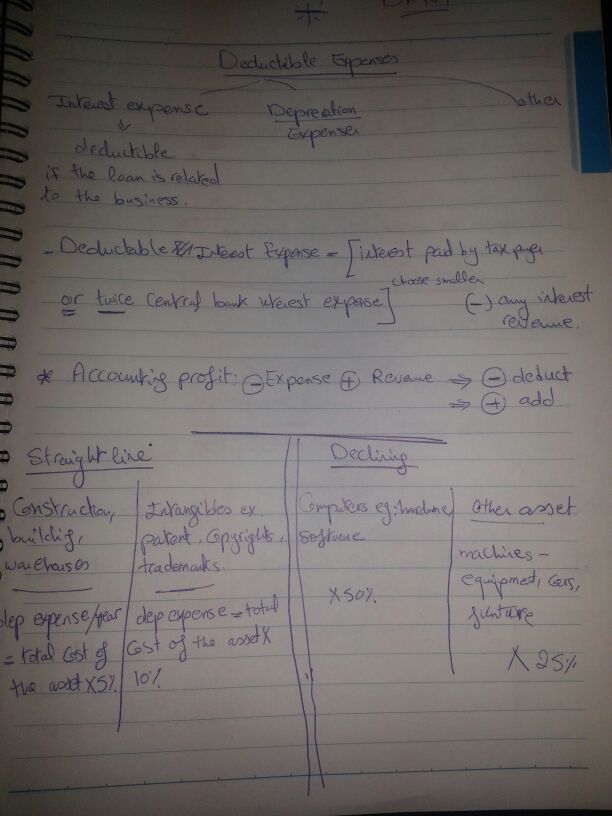 Deductible Expenses
Interest expense
Depreation
Expenses
other
deductible
if the loan is related
to the business.
- Deductable Interest Expense = [interest paid by tax payer
or twice Central bank interest expense]
choose smaller
(-) any interest
revenue.
* Accounting profit: ⊖ Expense ⊕ Revenue ⇒ ⊖ deduct
⇒ ⊕ add
Straight line
Construction,
building,
warehouses
dep expense/year
= total cost of
the asset X5%
Intangibles ex.
patent, Copyrights,
trademarks.
dep expense = total
Cost of the asset X
10%
Declining
Computers eg: hardware,
Software
X 50%
Other asset
machines -
equipment, Cars,
X 25%